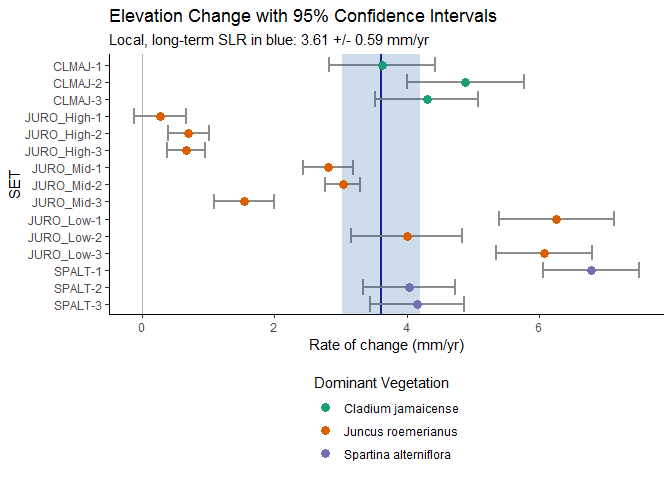 Elevation Change with 95% Confidence Intervals
Local, long-term SLR in blue: 3.61 +/- 0.59 mm/yr
SET
CLMAJ-1
CLMAJ-2
CLMAJ-3
JURO_High-1
JURO_High-2
JURO_High-3
JURO_Mid-1
JURO_Mid-2
JURO_Mid-3
JURO_Low-1
JURO_Low-2
JURO_Low-3
SPALT-1
SPALT-2
SPALT-3
0 2 4 6
Rate of change (mm/yr)
Dominant Vegetation
Cladium jamaicense
Juncus roemerianus
Spartina alterniflora